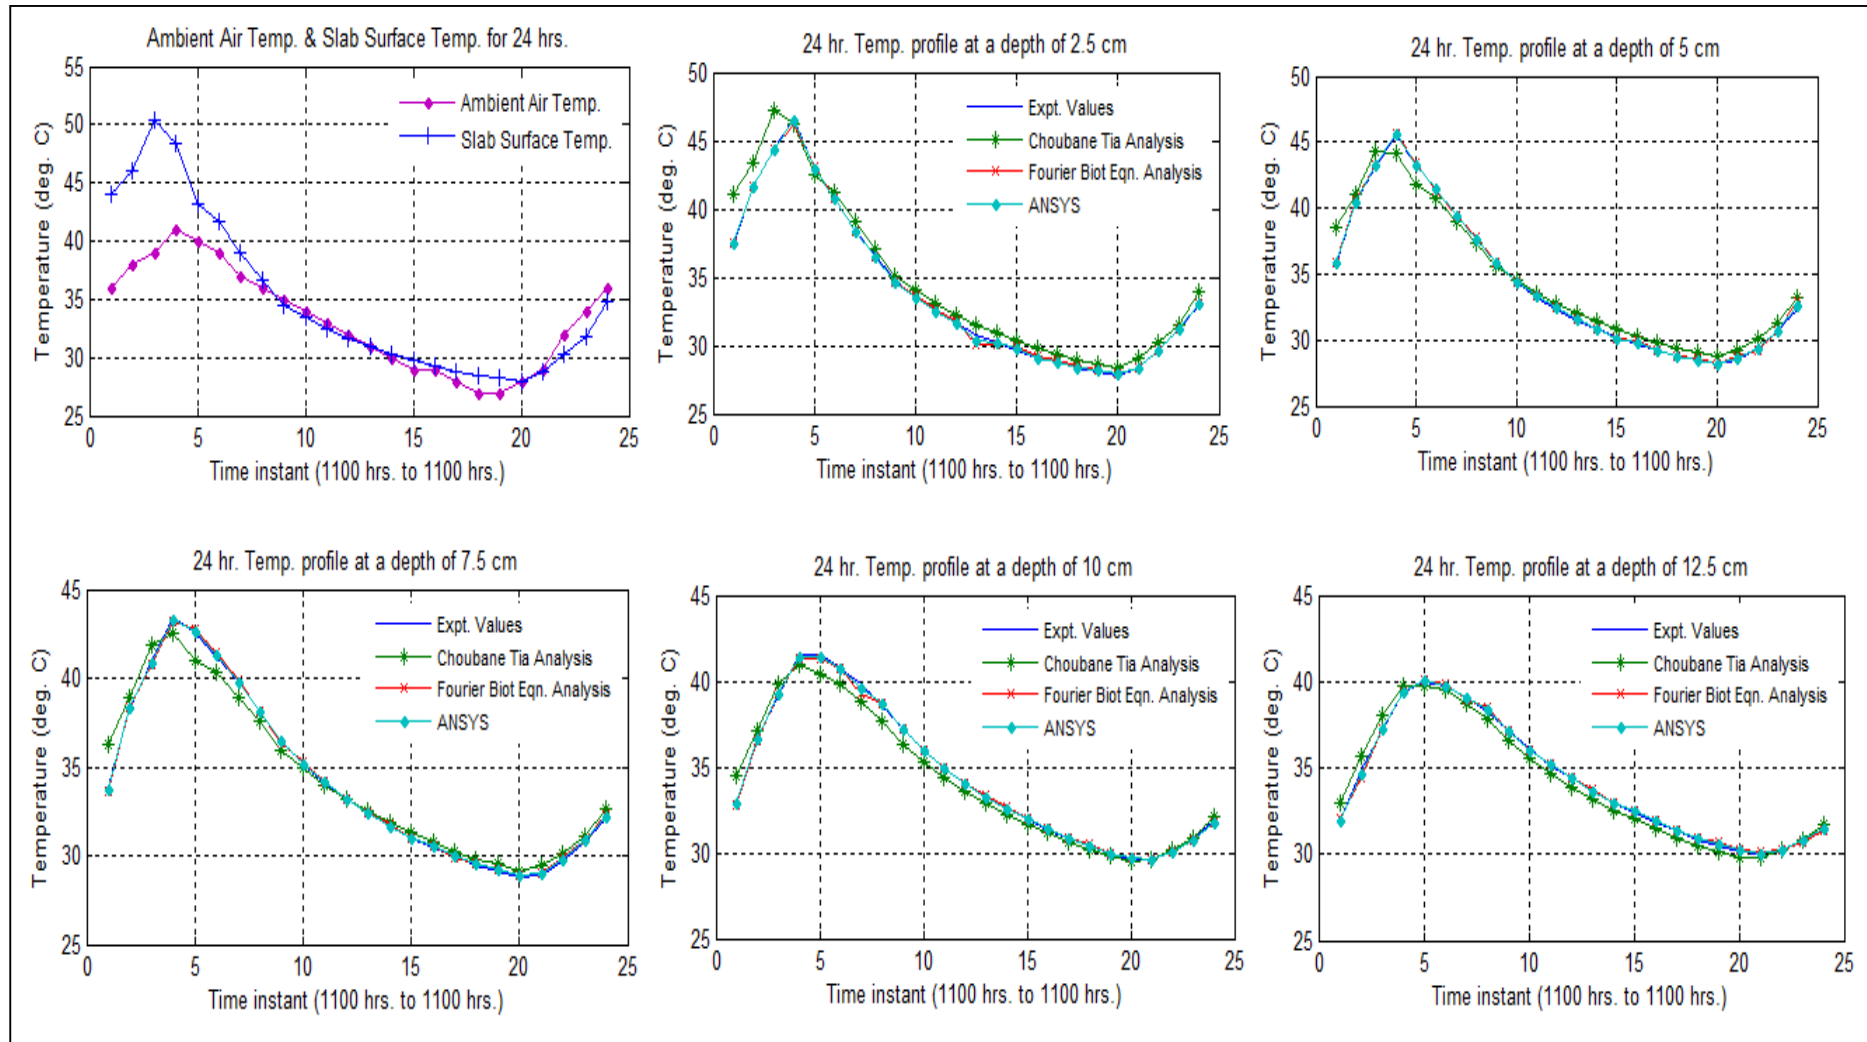 Ambient Air Temp. & Slab Surface Temp. for 24 hrs.
55
50
45
40
35
30
25
0 5 10 15 20 25
Temperature (deg. C)
Time instant (1100 hrs. to 1100 hrs.)
Ambient Air Temp.
Slab Surface Temp.
24 hr. Temp. profile at a depth of 2.5 cm
50
45
40
35
30
25
0 5 10 15 20 25
Temperature (deg. C)
Time instant (1100 hrs. to 1100 hrs.)
Expt. Values
Choubane Tia Analysis
Fourier Biot Eqn. Analysis
ANSYS
24 hr. Temp. profile at a depth of 5 cm
50
45
40
35
30
25
0 5 10 15 20 25
Temperature (deg. C)
Time instant (1100 hrs. to 1100 hrs.)
24 hr. Temp. profile at a depth of 7.5 cm
45
40
35
30
25
0 5 10 15 20 25
Temperature (deg. C)
Time instant (1100 hrs. to 1100 hrs.)
Expt. Values
Choubane Tia Analysis
Fourier Biot Eqn. Analysis
ANSYS
24 hr. Temp. profile at a depth of 10 cm
45
40
35
30
25
0 5 10 15 20 25
Temperature (deg. C)
Time instant (1100 hrs. to 1100 hrs.)
Expt. Values
Choubane Tia Analysis
Fourier Biot Eqn. Analysis
ANSYS
24 hr. Temp. profile at a depth of 12.5 cm
45
40
35
30
25
0 5 10 15 20 25
Temperature (deg. C)
Time instant (1100 hrs. to 1100 hrs.)
Expt. Values
Choubane Tia Analysis
Fourier Biot Eqn. Analysis
ANSYS